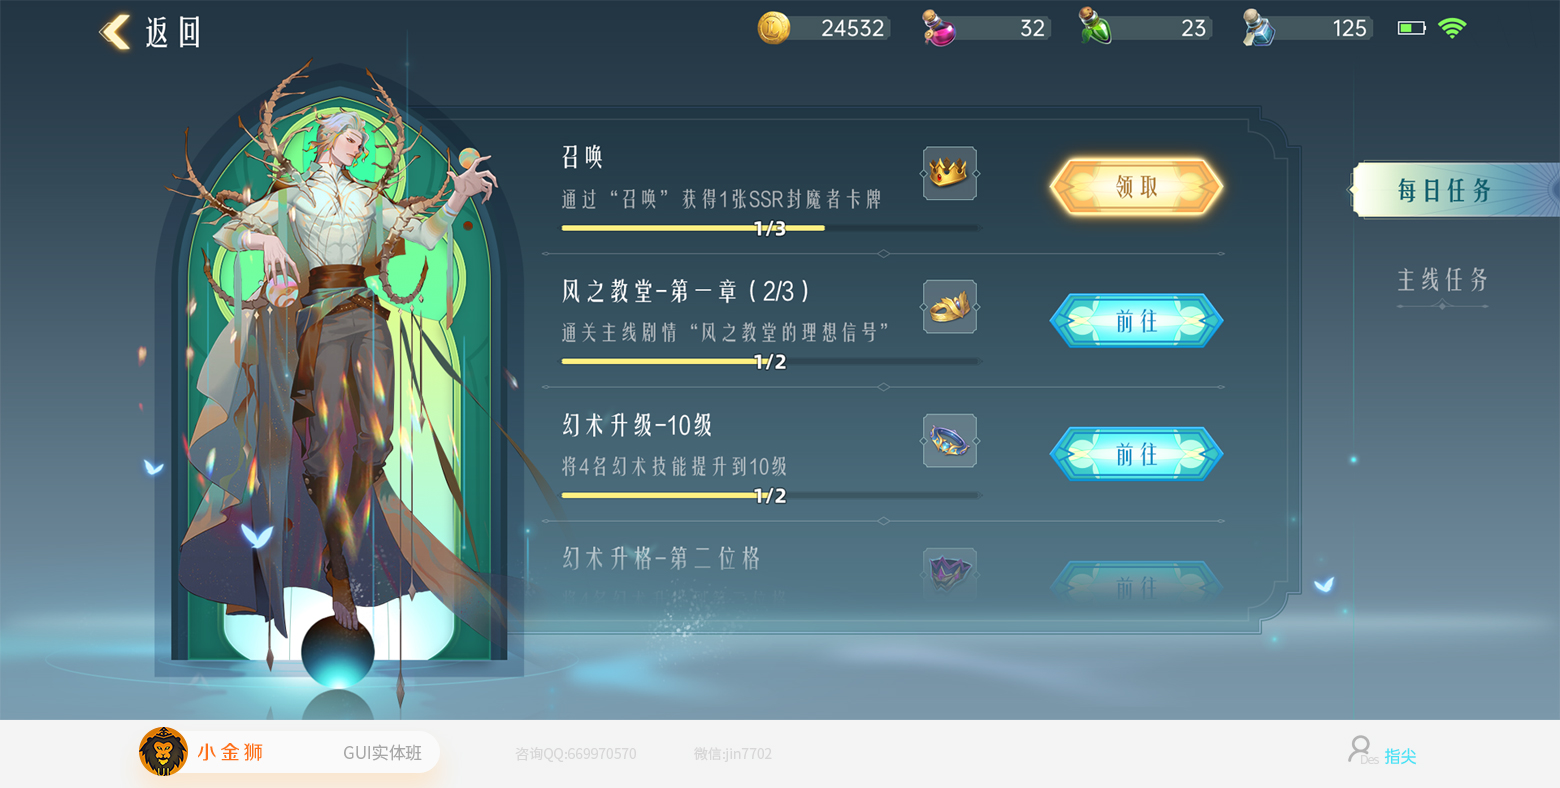 返回
24532
32
23
125
召唤
通过“召唤”获得1张SSR封魔者卡牌
1/3
领取
每日任务
主线任务
风之教堂-第一章（2/3）
通关主线剧情“风之教堂的理想信号”
1/2
前往
幻术升级-10级
将4名幻术技能提升到10级
1/2
前往
幻术升格-第二位格
前往
小金狮
GUI实体班
咨询QQ:669970570
微信:jin7702
Des
指尖